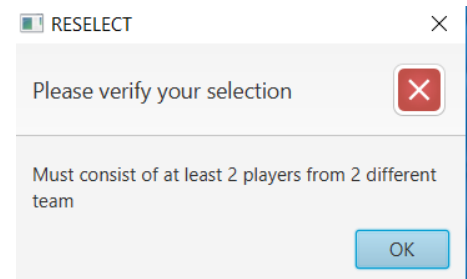 RESELECT
Please verify your selection
Must consist of at least 2 players from 2 different
team
OK